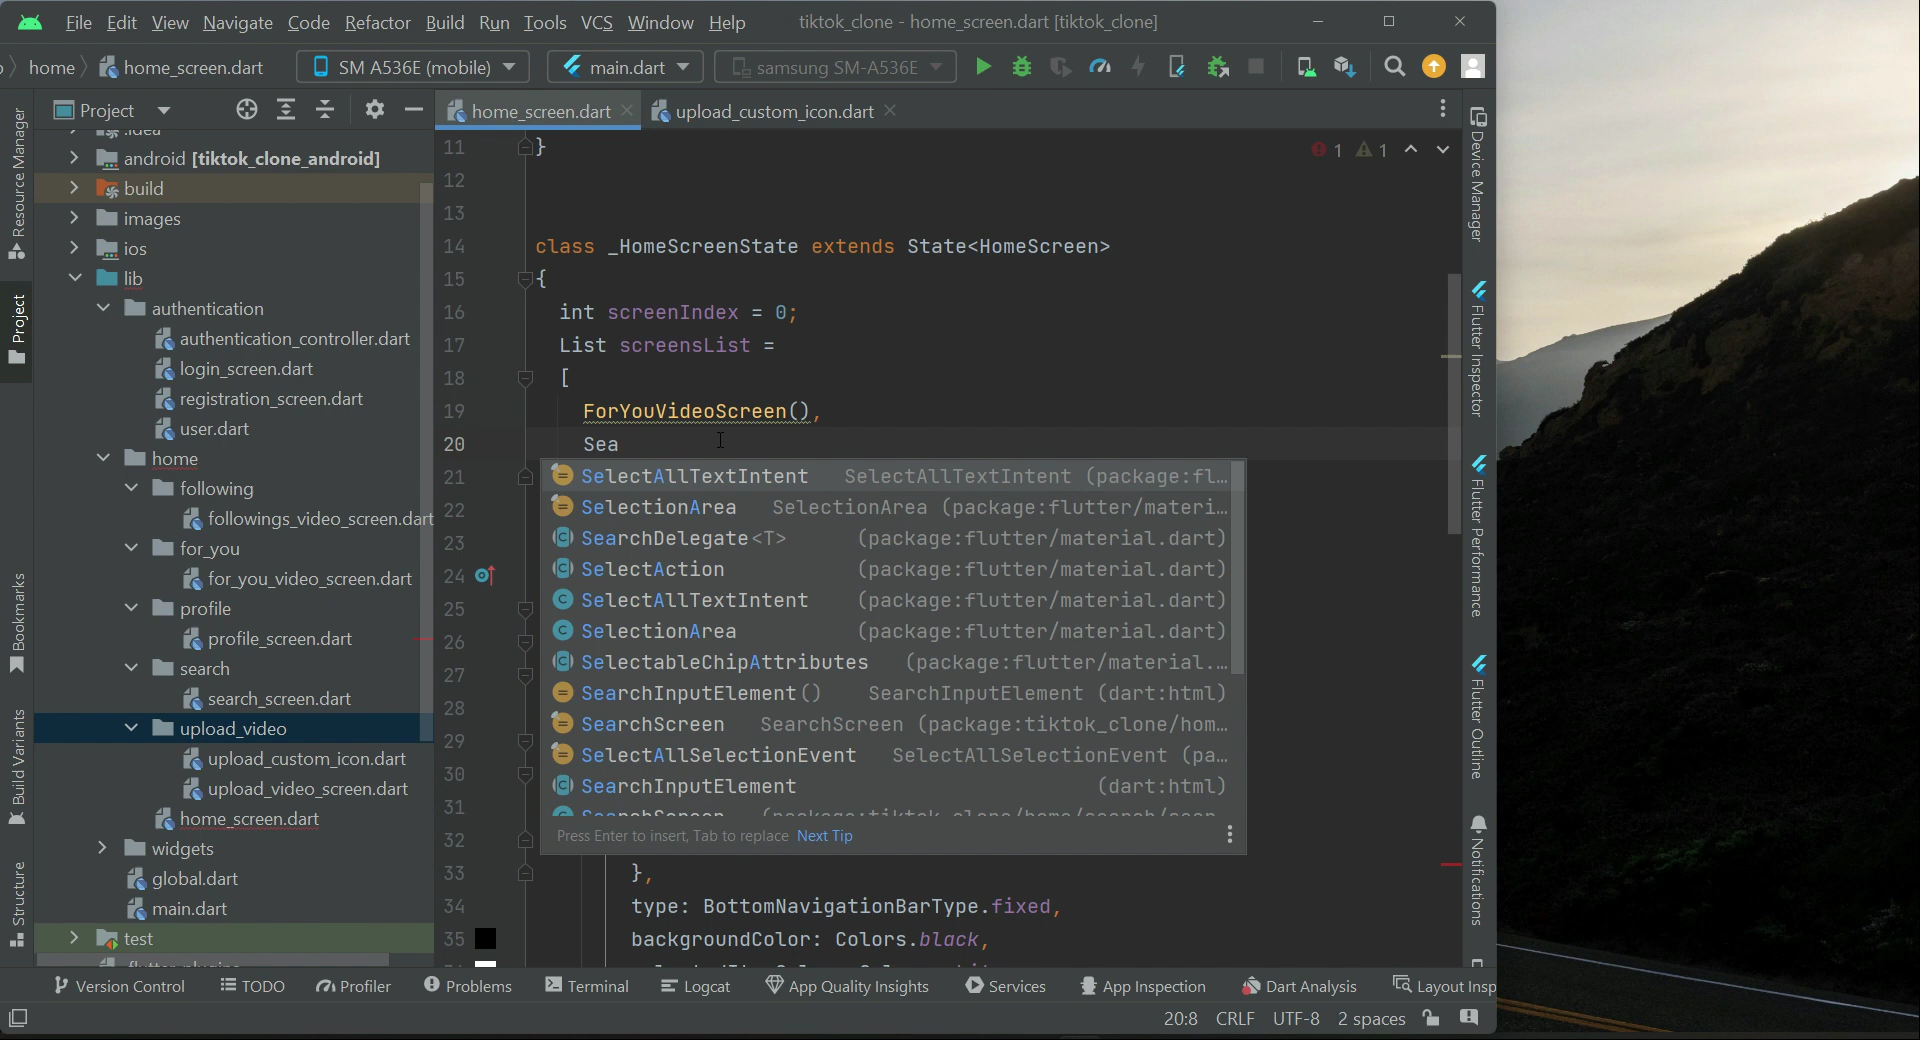 File Edit View Navigate Code Refactor Build Run Tools VCS Window Help tiktok_clone - home_screen.dart [tiktok_clone]
home home_screen.dart SM A536E (mobile) main.dart samsung SM-A536E
Project
home_screen.dart
upload_custom_icon.dart
.idea
android [tiktok_clone_android]
build
images
ios
lib
authentication
authentication_controller.dart
login_screen.dart
registration_screen.dart
user.dart
home
following
followings_video_screen.dart
for_you
for_you_video_screen.dart
profile
profile_screen.dart
search
search_screen.dart
upload_video
upload_custom_icon.dart
upload_video_screen.dart
home_screen.dart
widgets
global.dart
main.dart
test
Resource Manager
Project
Bookmarks
Build Variants
Structure
1 1
11 }
12
13
14 class _HomeScreenState extends State<HomeScreen>
15 {
16 int screenIndex = 0;
17 List screensList =
18 [
19 ForYouVideoScreen(),
20 Sea
21
22
23
24
25
26
27
28
29
30
31
32
33 },
34 type: BottomNavigationBarType.fixed,
35 backgroundColor: Colors.black,
SelectAllTextIntent SelectAllTextIntent (package:fl…
SelectionArea SelectionArea (package:flutter/materi…
SearchDelegate<T> (package:flutter/material.dart)
SelectAction (package:flutter/material.dart)
SelectAllTextIntent (package:flutter/material.dart)
SelectionArea (package:flutter/material.dart)
SelectableChipAttributes (package:flutter/material.…
SearchInputElement() SearchInputElement (dart:html)
SearchScreen SearchScreen (package:tiktok_clone/hom…
SelectAllSelectionEvent SelectAllSelectionEvent (pa…
SearchInputElement (dart:html)
Press Enter to insert, Tab to replace Next Tip
Device Manager
Flutter Inspector
Flutter Performance
Flutter Outline
Notifications
Version Control TODO Profiler Problems Terminal Logcat App Quality Insights Services App Inspection Dart Analysis Layout Insp
20:8 CRLF UTF-8 2 spaces